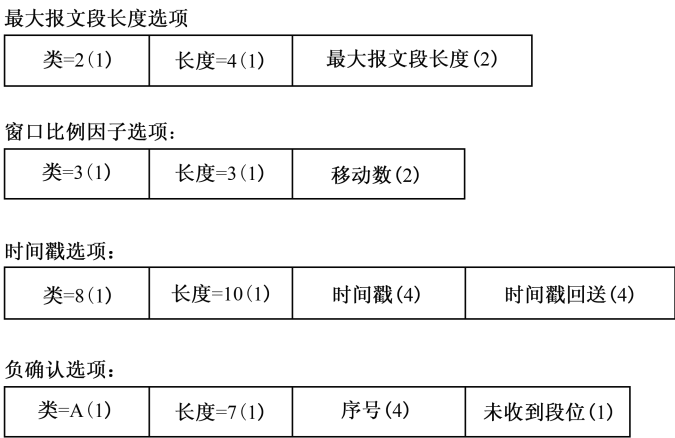 最大报文段长度选项
类=2(1) 长度=4(1) 最大报文段长度(2)
窗口比例因子选项：
类=3(1) 长度=3(1) 移动数(2)
时间戳选项：
类=8(1) 长度=10(1) 时间戳(4) 时间戳回送(4)
负确认选项：
类=A(1) 长度=7(1) 序号(4) 未收到段位(1)